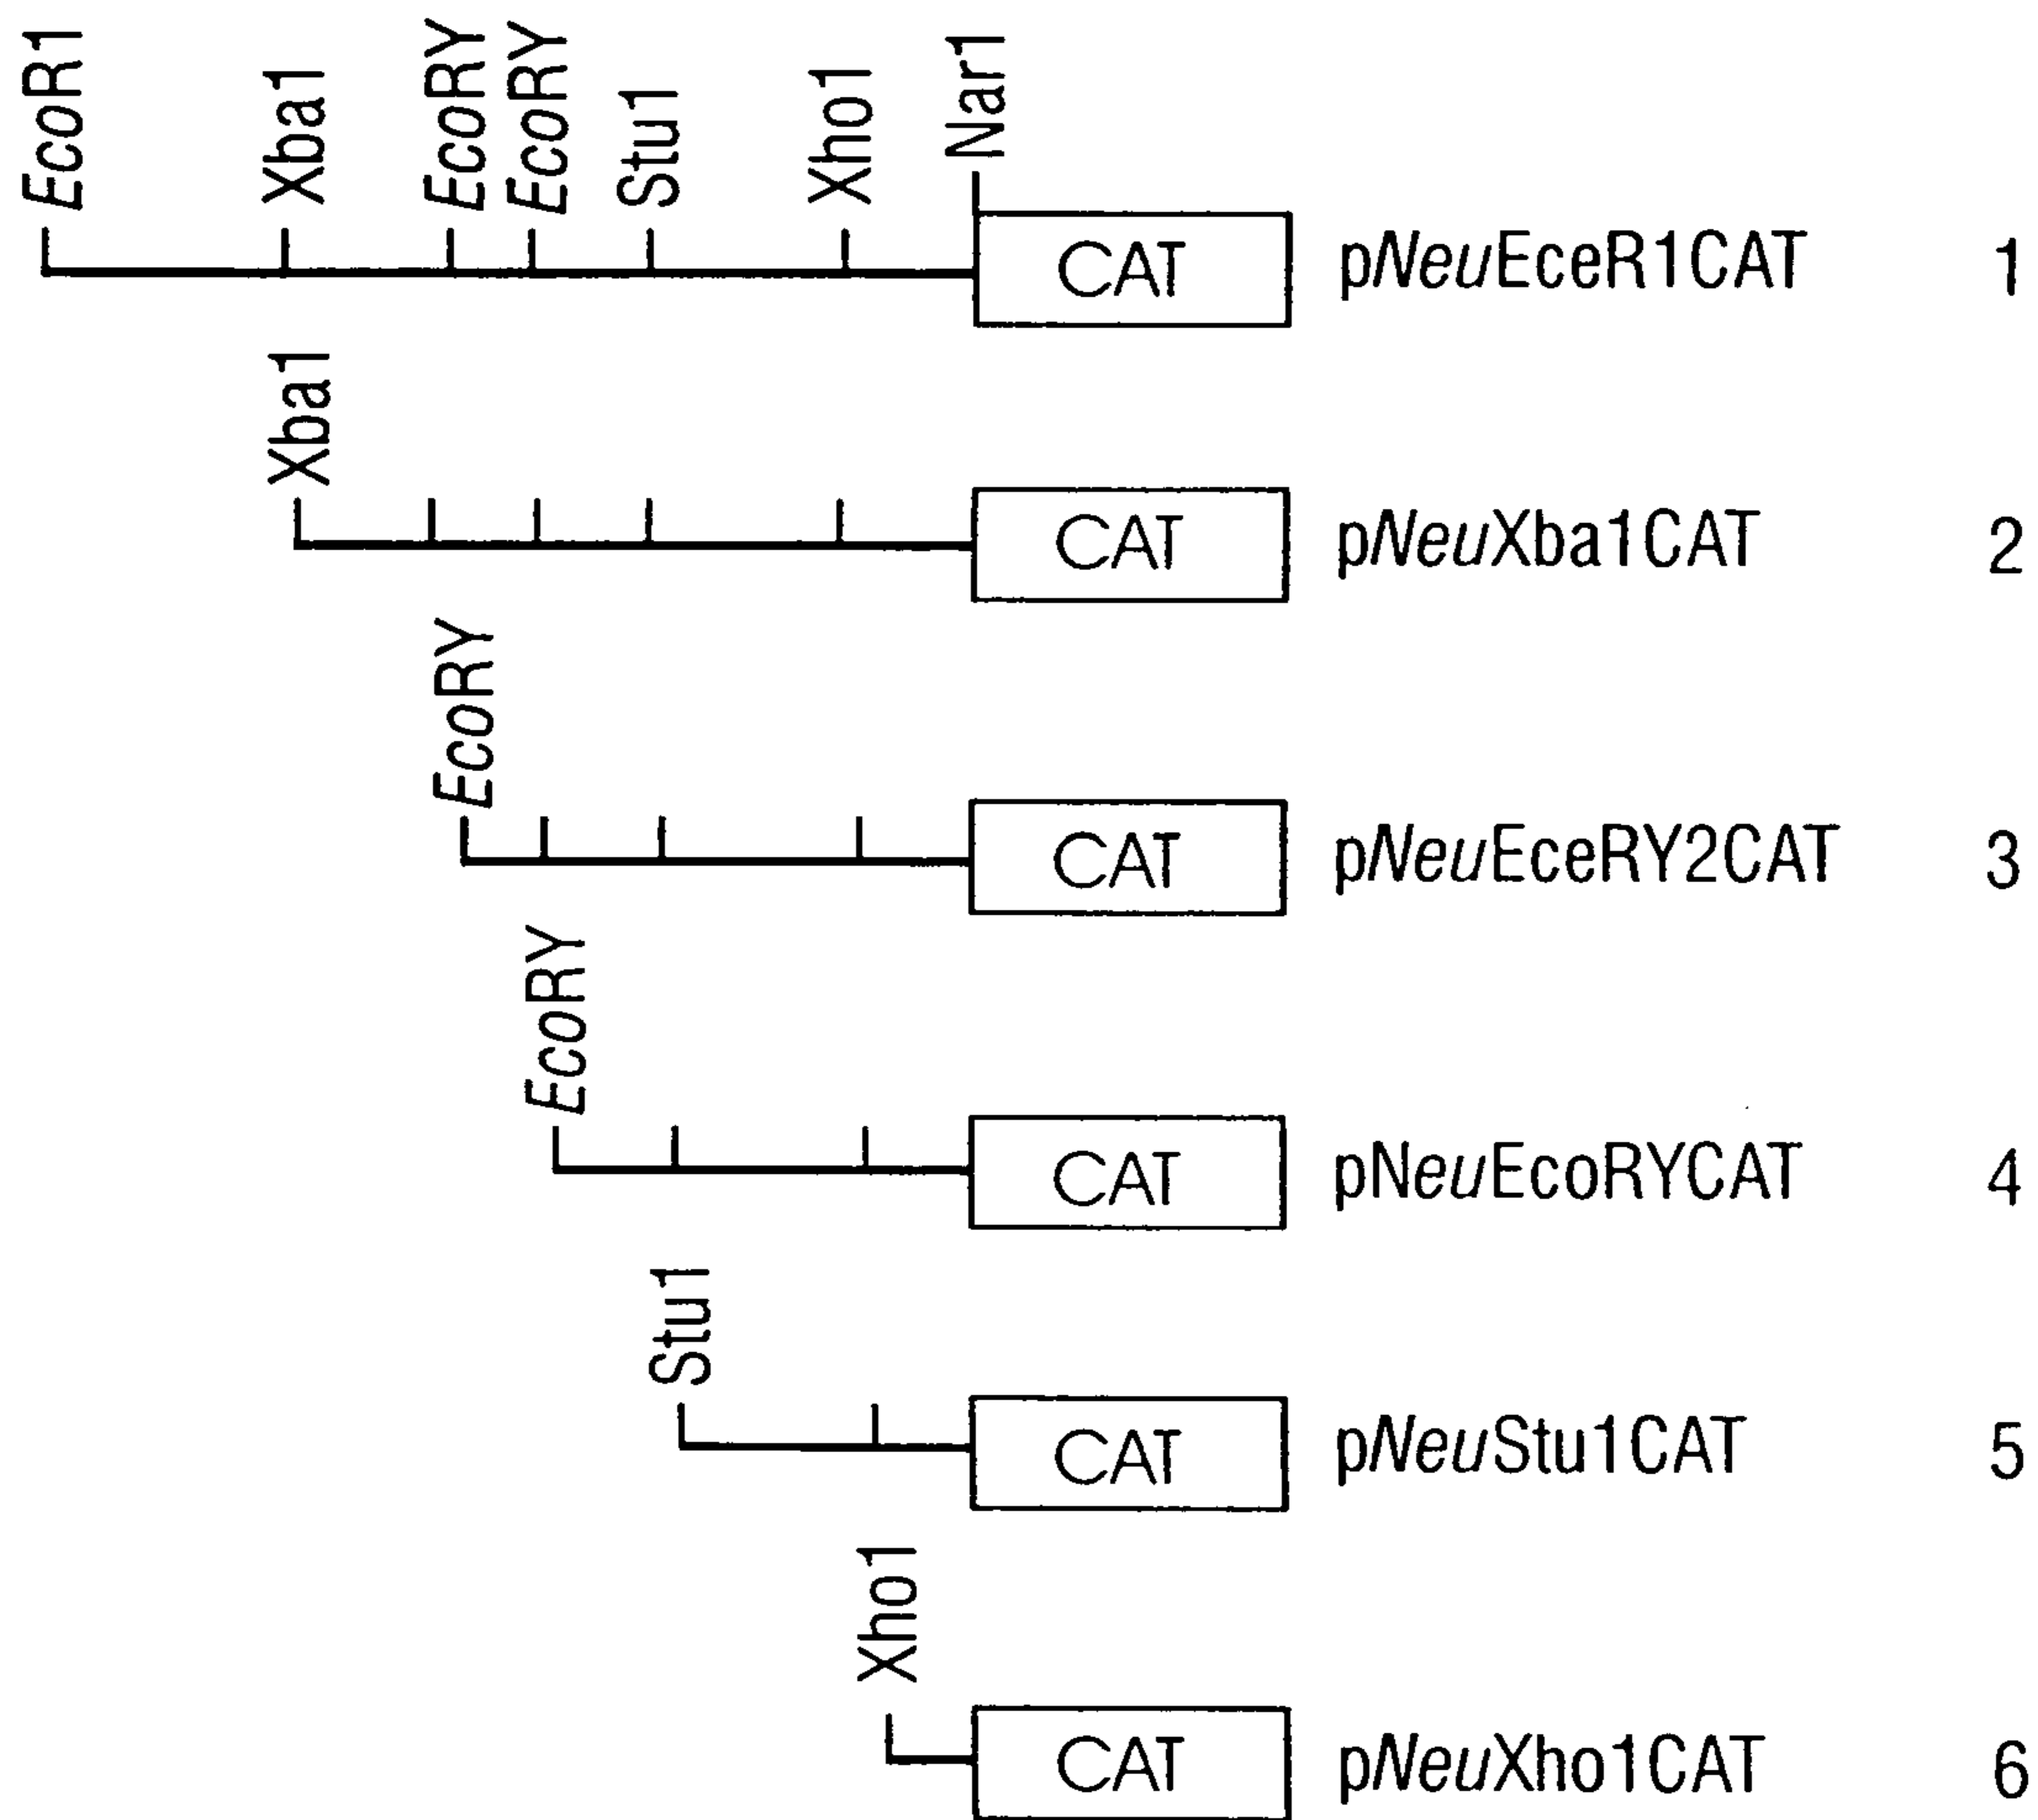 EcoR1 Xba1 EcoRY EcoRY Stu1 Xho1 Nar1
CAT pNeuEceR1CAT 1
Xba1
CAT pNeuXba1CAT 2
EcoRY
CAT pNeuEceRY2CAT 3
EcoRY
CAT pNeuEcoRYCAT 4
Stu1
CAT pNeuStu1CAT 5
Xho1
CAT pNeuXho1CAT 6